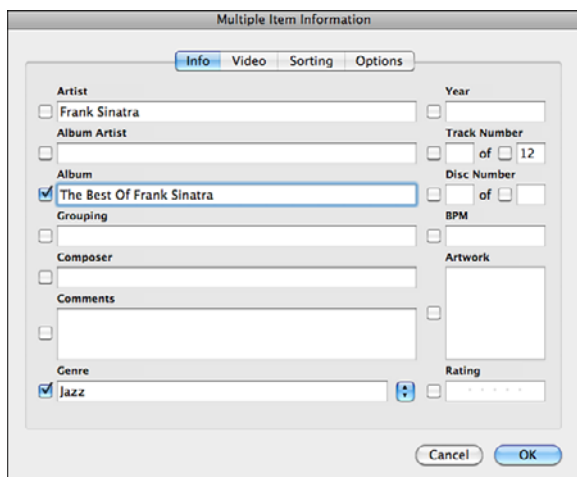 Multiple Item Information
Info Video Sorting Options
Artist
Frank Sinatra
Year
Album Artist
Track Number
of 12
Album
The Best Of Frank Sinatra
Disc Number
of
Grouping
BPM
Composer
Artwork
Comments
Genre
Jazz
Rating
Cancel OK